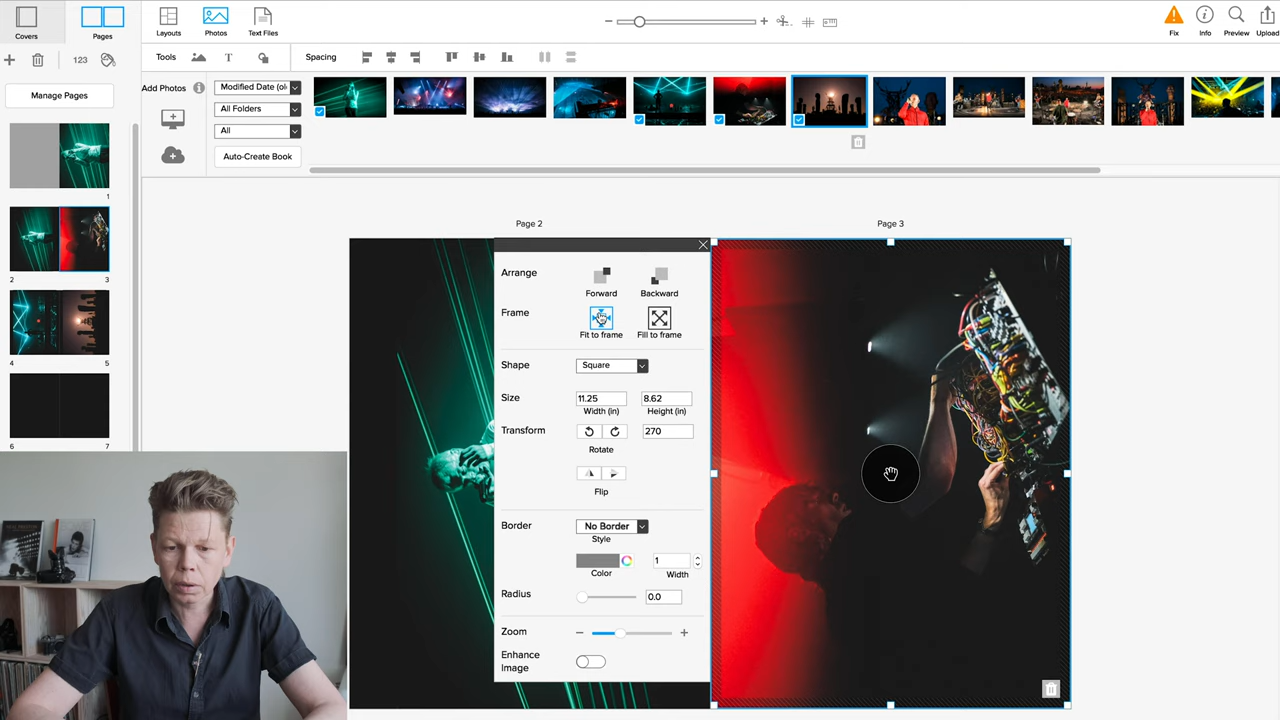 Covers
Pages
Layouts
Photos
Text Files
Fix
Info
Preview
Upload
123
Tools
T
Spacing
Manage Pages
Add Photos
Modified Date (ol
All Folders
All
Auto-Create Book
1
2
3
4
5
6
7
Page 2
Page 3
Arrange
Forward
Backward
Frame
Fit to frame
Fill to frame
Shape
Square
Size
11.25
8.62
Width (in)
Height (in)
Transform
270
Rotate
Flip
Border
No Border
Style
1
Color
Width
Radius
0.0
Zoom
Enhance
Image